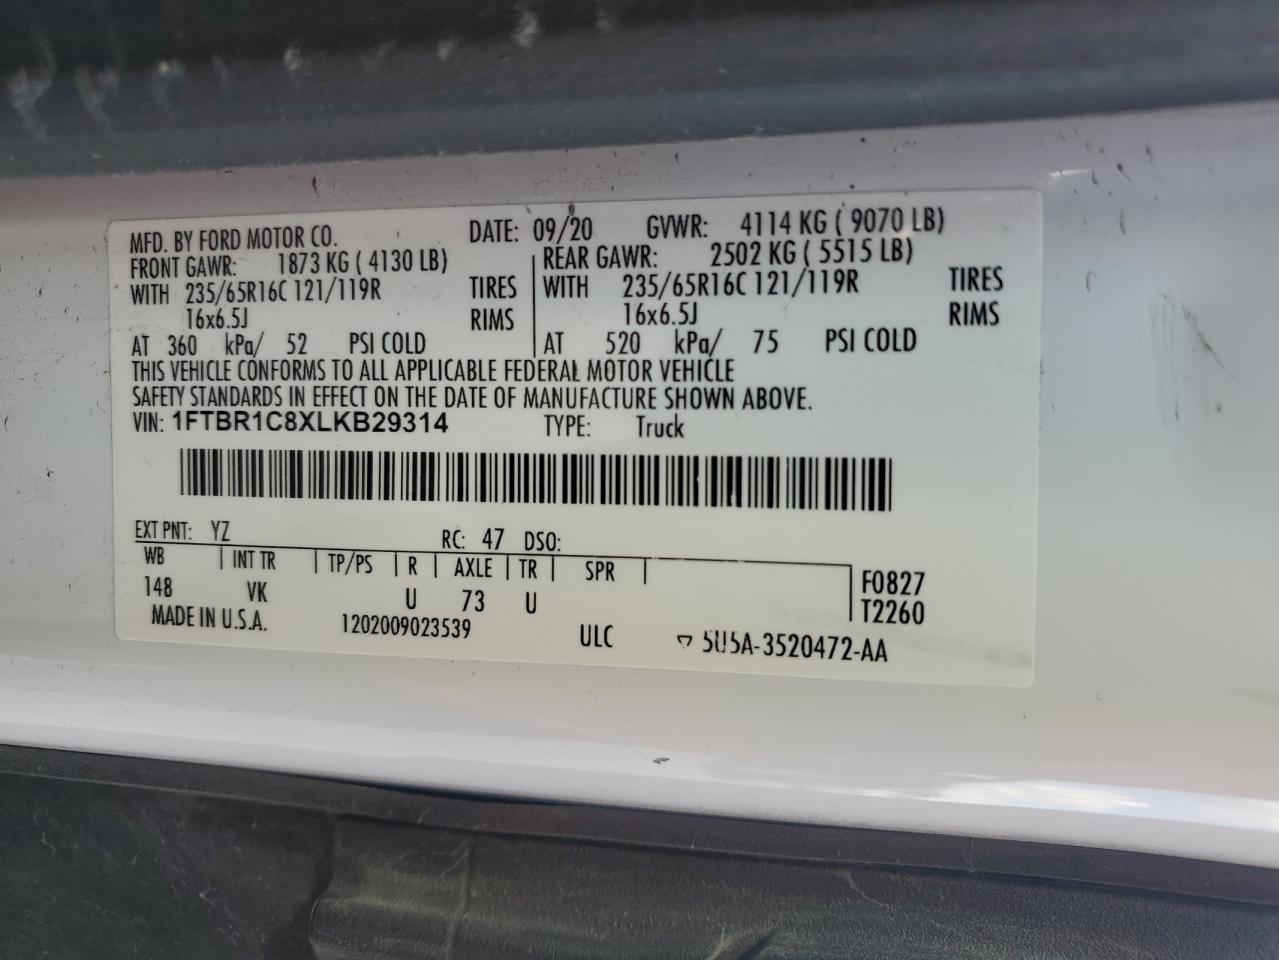 MFD. BY FORD MOTOR CO. DATE: 09/20 GVWR: 4114 KG ( 9070 LB)
FRONT GAWR: 1873 KG ( 4130 LB) REAR GAWR: 2502 KG ( 5515 LB)
WITH 235/65R16C 121/119R TIRES WITH 235/65R16C 121/119R TIRES
16x6.5J RIMS 16x6.5J RIMS
AT 360 kPa/ 52 PSI COLD AT 520 kPa/ 75 PSI COLD
THIS VEHICLE CONFORMS TO ALL APPLICABLE FEDERAL MOTOR VEHICLE
SAFETY STANDARDS IN EFFECT ON THE DATE OF MANUFACTURE SHOWN ABOVE.
VIN: 1FTBR1C8XLKB29314 TYPE: Truck
EXT PNT: YZ RC: 47 DSO:
WB INT TR TP/PS R AXLE TR SPR F0827
148 VK U 73 U T2260
MADE IN U.S.A. 1202009023539 ULC 5U5A-3520472-AA